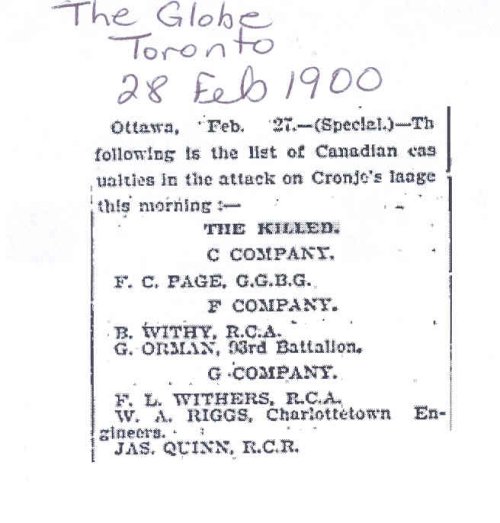 The Globe
Toronto
28 Feb 1900
Ottawa, Feb. 27.—(Special.)—Th
following is the list of Canadian cas
ualties in the attack on Cronje's laage
this morning :—
THE KILLED.
C COMPANY.
F. C. PAGE, G.G.B.G.
F COMPANY.
B. WITHY, R.C.A.
G. ORMAN, 93rd Battalion.
G COMPANY.
F. L. WITHERS, R.C.A.
W. A. RIGGS, Charlottetown En-
gineers.
JAS. QUINN, R.C.R.